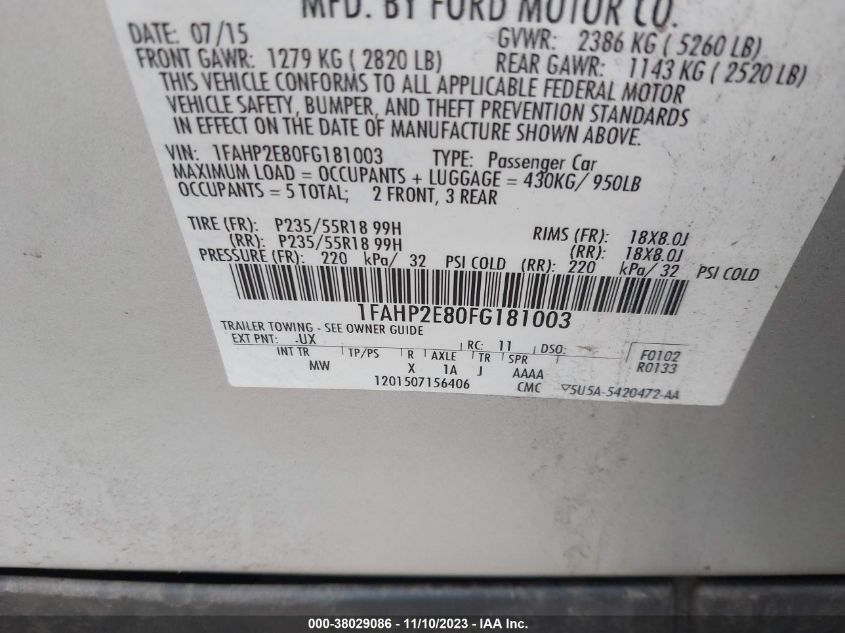 MFD. BY FORD MOTOR CO.
DATE: 07/15 GVWR: 2386 KG ( 5260 LB)
FRONT GAWR: 1279 KG ( 2820 LB) REAR GAWR: 1143 KG ( 2520 LB)
THIS VEHICLE CONFORMS TO ALL APPLICABLE FEDERAL MOTOR
VEHICLE SAFETY, BUMPER, AND THEFT PREVENTION STANDARDS
IN EFFECT ON THE DATE OF MANUFACTURE SHOWN ABOVE.
VIN: 1FAHP2E80FG181003 TYPE: Passenger Car
MAXIMUM LOAD = OCCUPANTS + LUGGAGE = 430KG/ 950LB
OCCUPANTS = 5 TOTAL; 2 FRONT, 3 REAR
TIRE (FR): P235/55R18 99H RIMS (FR): 18X8.0J
(RR): P235/55R18 99H (RR): 18X8.0J
PRESSURE (FR): 220 kPa/ 32 PSI COLD (RR): 220 kPa/ 32 PSI COLD
1FAHP2E80FG181003
TRAILER TOWING - SEE OWNER GUIDE
EXT PNT: UX RC: 11 DSO: F0102
INT TR TP/PS R AXLE TR SPR R0133
MW X 1A J AAAA
1201507156406 CMC 5U5A-5420472-AA
000-38029086 - 11/10/2023 - IAA Inc.